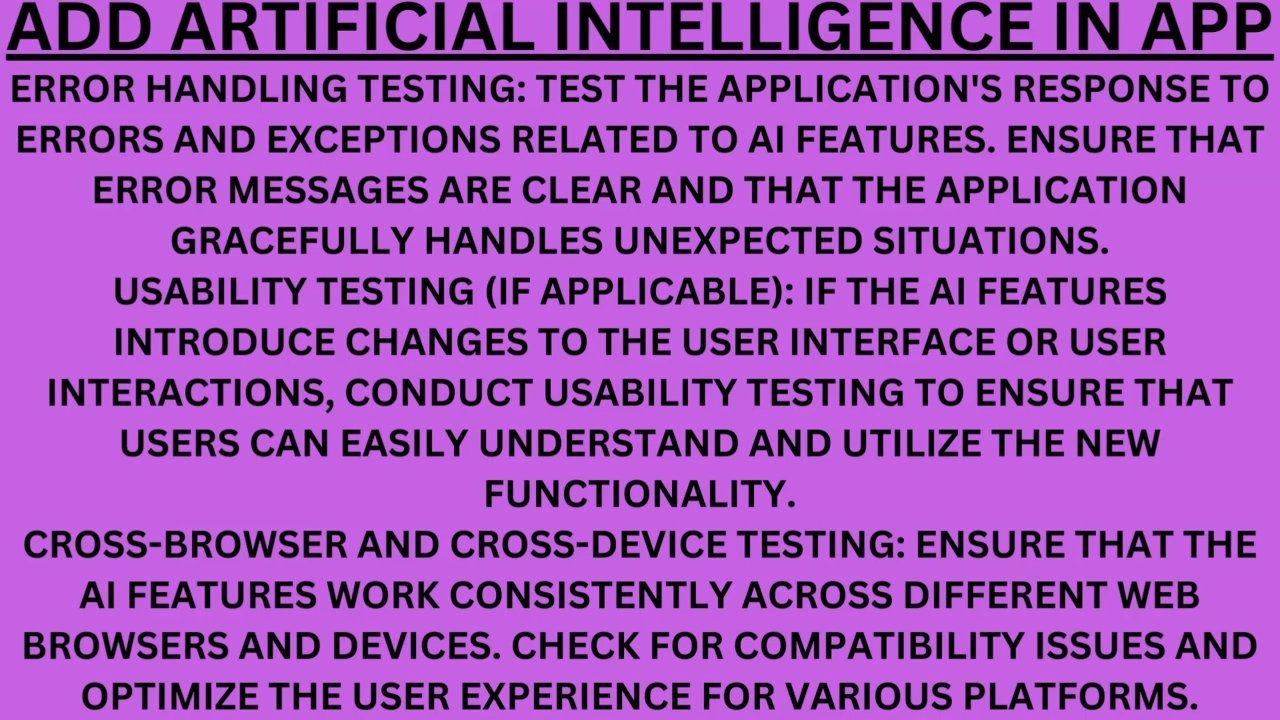 ADD ARTIFICIAL INTELLIGENCE IN APP
ERROR HANDLING TESTING: TEST THE APPLICATION'S RESPONSE TO
ERRORS AND EXCEPTIONS RELATED TO AI FEATURES. ENSURE THAT
ERROR MESSAGES ARE CLEAR AND THAT THE APPLICATION
GRACEFULLY HANDLES UNEXPECTED SITUATIONS.
USABILITY TESTING (IF APPLICABLE): IF THE AI FEATURES
INTRODUCE CHANGES TO THE USER INTERFACE OR USER
INTERACTIONS, CONDUCT USABILITY TESTING TO ENSURE THAT
USERS CAN EASILY UNDERSTAND AND UTILIZE THE NEW
FUNCTIONALITY.
CROSS-BROWSER AND CROSS-DEVICE TESTING: ENSURE THAT THE
AI FEATURES WORK CONSISTENTLY ACROSS DIFFERENT WEB
BROWSERS AND DEVICES. CHECK FOR COMPATIBILITY ISSUES AND
OPTIMIZE THE USER EXPERIENCE FOR VARIOUS PLATFORMS.